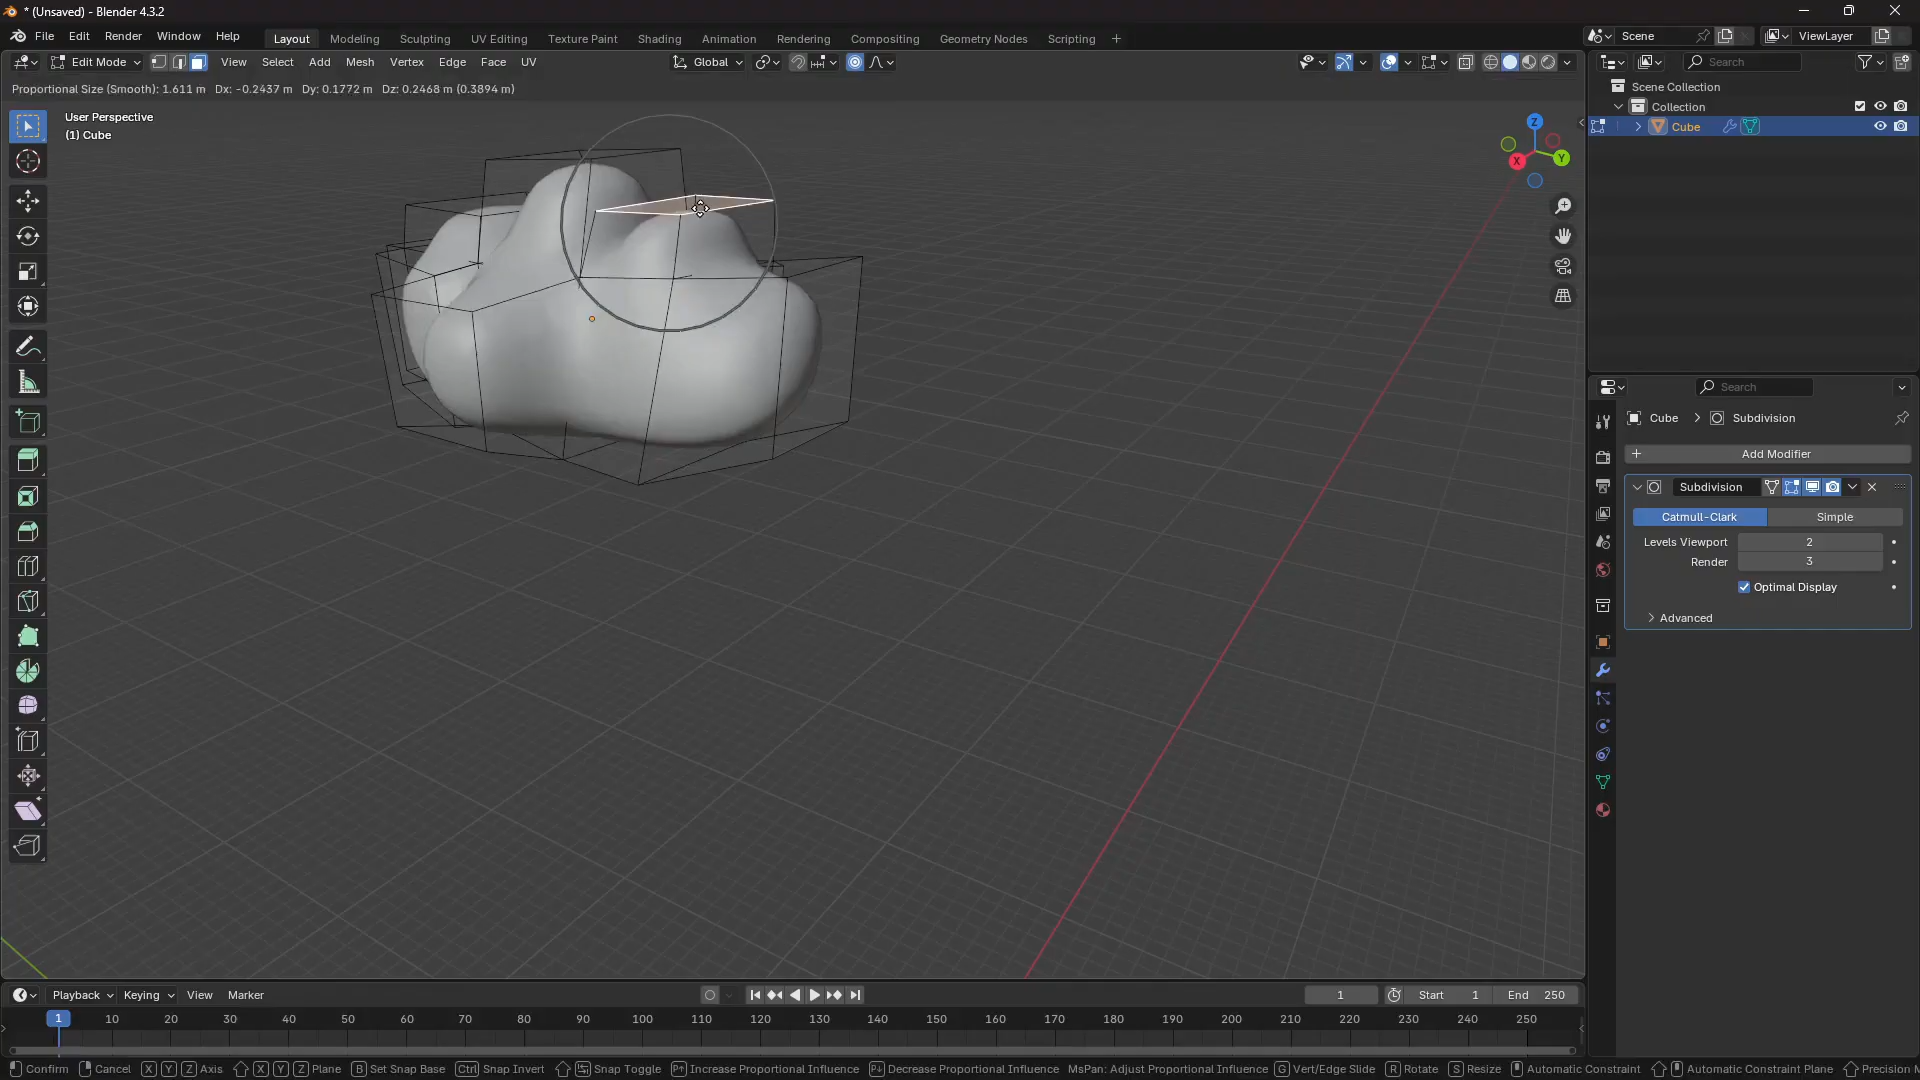 * (Unsaved) - Blender 4.3.2
File Edit Render Window Help
Layout Modeling Sculpting UV Editing Texture Paint Shading Animation Rendering Compositing Geometry Nodes Scripting +
Scene
ViewLayer
Edit Mode View Select Add Mesh Vertex Edge Face UV
Global
Search
Proportional Size (Smooth): 1.611 m Dx: -0.2437 m Dy: 0.1772 m Dz: 0.2468 m (0.3894 m)
User Perspective
(1) Cube
Z
X
Y
Scene Collection
Collection
Cube
Search
Cube > Subdivision
+ Add Modifier
Subdivision
Catmull-Clark Simple
Levels Viewport 2
Render 3
Optimal Display
Advanced
Playback Keying View Marker
1
Start 1
End 250
1 10 20 30 40 50 60 70 80 90 100 110 120 130 140 150 160 170 180 190 200 210 220 230 240 250
Confirm Cancel X Y Z Axis X Y Z Plane B Set Snap Base Ctrl Snap Invert Snap Toggle P↑ Increase Proportional Influence P↓ Decrease Proportional Influence MsPan: Adjust Proportional Influence G Vert/Edge Slide R Rotate S Resize Automatic Constraint Automatic Constraint Plane Precision M